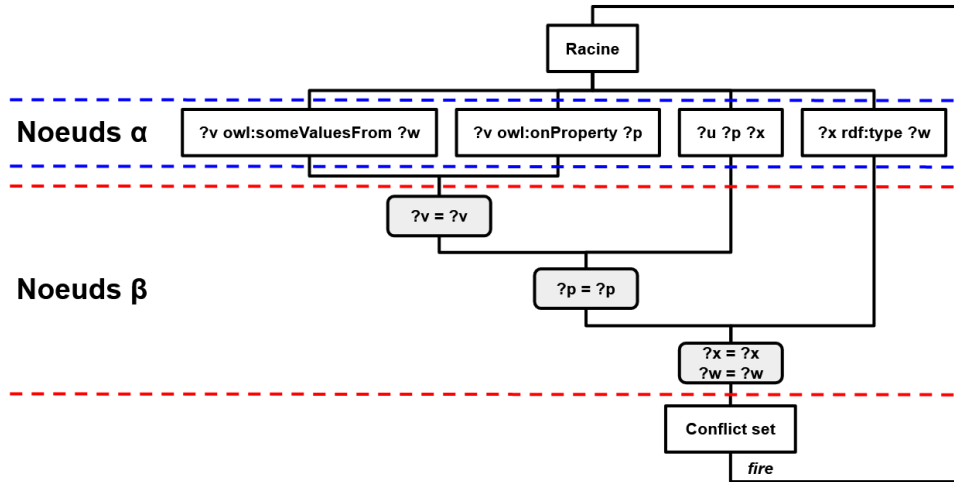 Racine
Noeuds α
?v owl:someValuesFrom ?w
?v owl:onProperty ?p
?u ?p ?x
?x rdf:type ?w
?v = ?v
Noeuds β
?p = ?p
?x = ?x
?w = ?w
Conflict set
fire